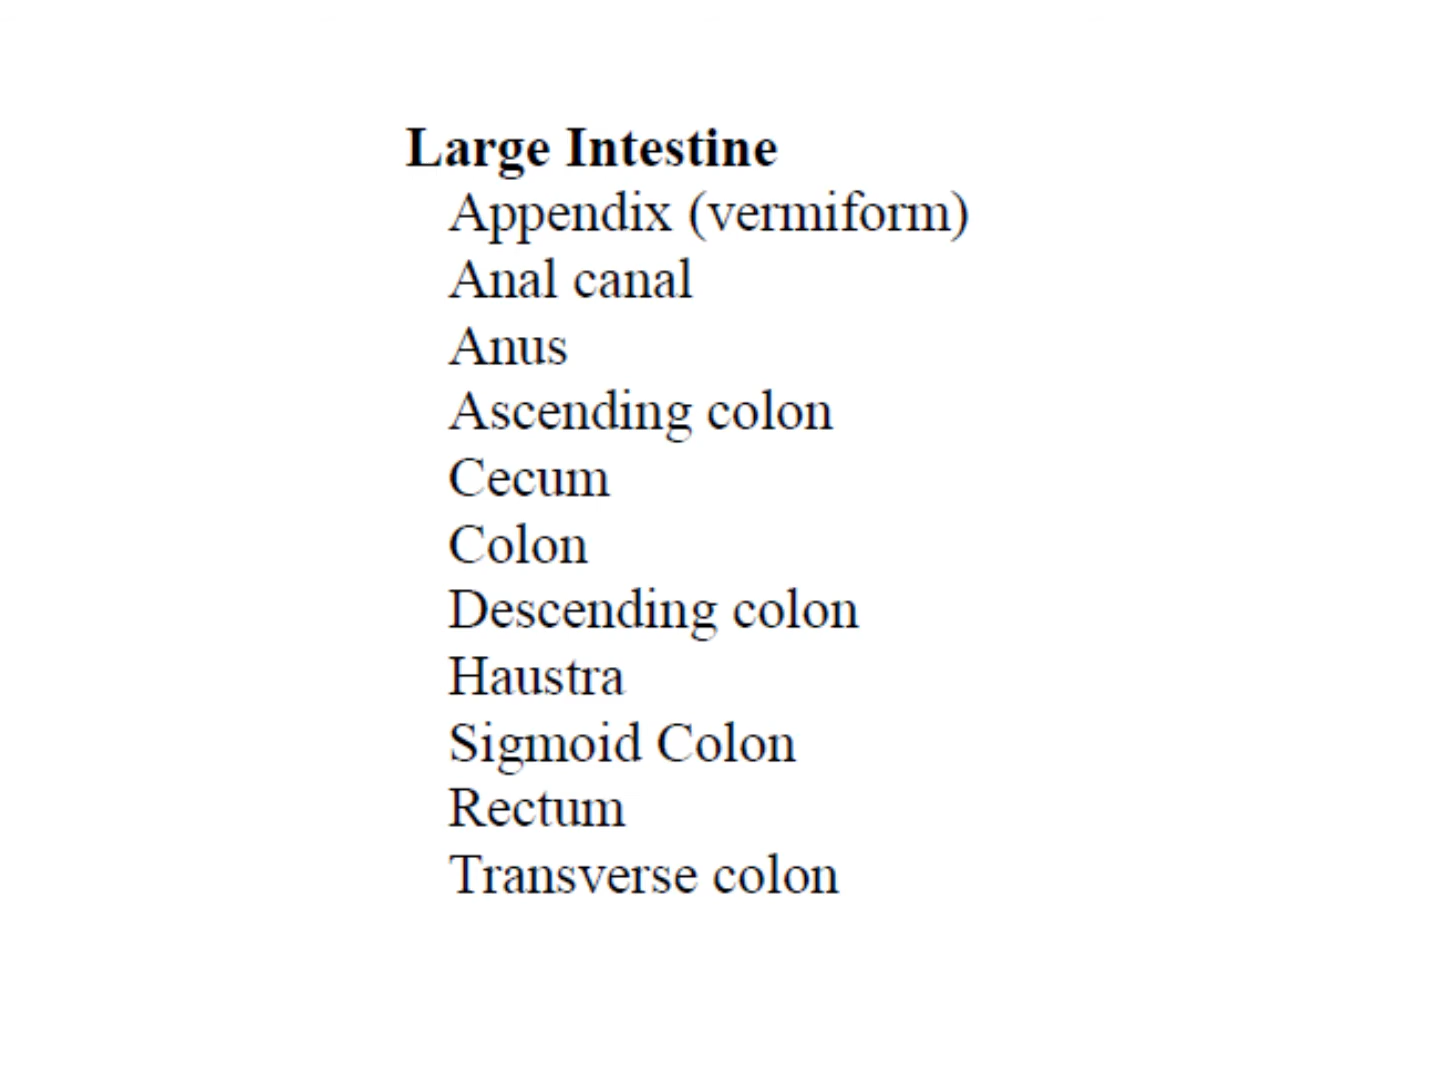 Large Intestine
Appendix (vermiform)
Anal canal
Anus
Ascending colon
Cecum
Colon
Descending colon
Haustra
Sigmoid Colon
Rectum
Transverse colon